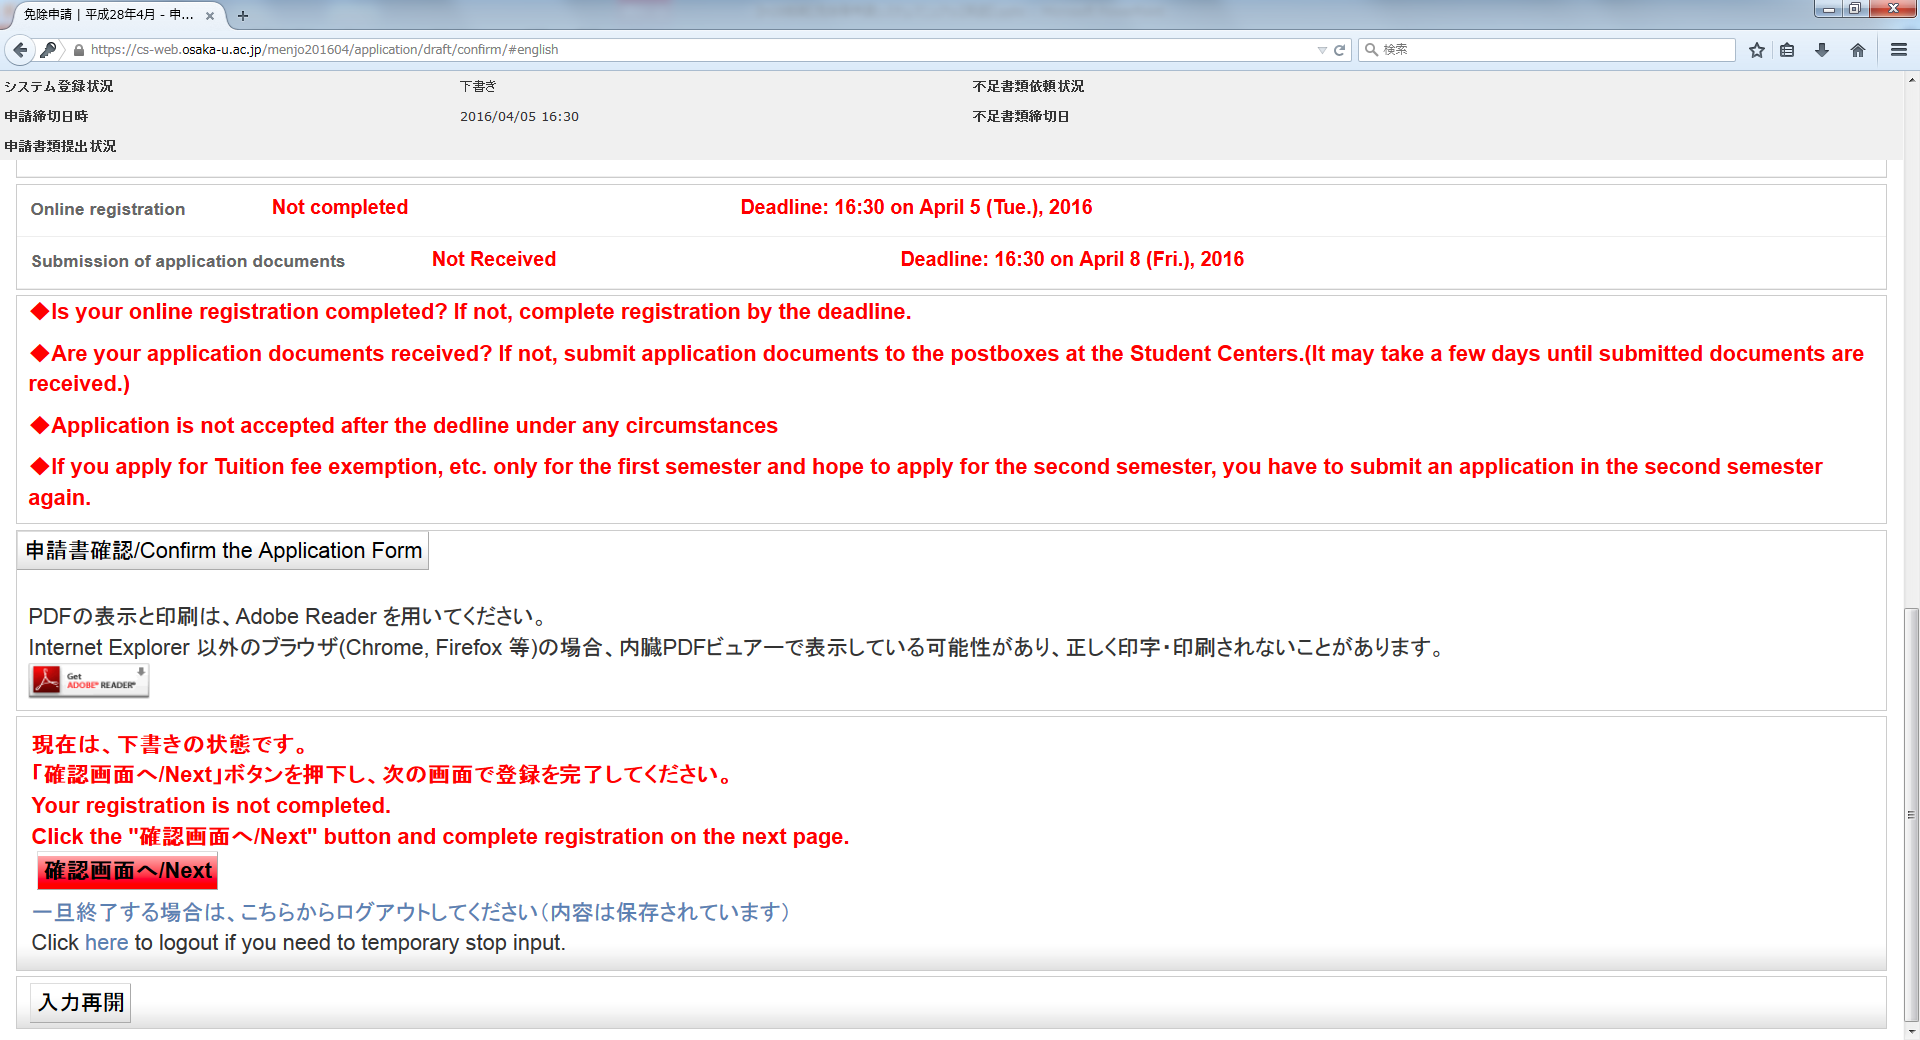 免除申請 | 平成28年4月 - 申...
https://cs-web.osaka-u.ac.jp/menjo201604/application/draft/confirm/#english
検索
システム登録状況 下書き 不足書類依頼状況
申請締切日時 2016/04/05 16:30 不足書類締切日
申請書類提出状況
Online registration Not completed Deadline: 16:30 on April 5 (Tue.), 2016
Submission of application documents Not Received Deadline: 16:30 on April 8 (Fri.), 2016
◆Is your online registration completed? If not, complete registration by the deadline.
◆Are your application documents received? If not, submit application documents to the postboxes at the Student Centers.(It may take a few days until submitted documents are
received.)
◆Application is not accepted after the dedline under any circumstances
◆If you apply for Tuition fee exemption, etc. only for the first semester and hope to apply for the second semester, you have to submit an application in the second semester
again.
申請書確認/Confirm the Application Form
PDFの表示と印刷は、Adobe Reader を用いてください。
Internet Explorer 以外のブラウザ(Chrome, Firefox 等)の場合、内臓PDFビュアーで表示している可能性があり、正しく印字・印刷されないことがあります。
Get
ADOBE® READER®
現在は、下書きの状態です。
「確認画面へ/Next」ボタンを押下し、次の画面で登録を完了してください。
Your registration is not completed.
Click the "確認画面へ/Next" button and complete registration on the next page.
確認画面へ/Next
一旦終了する場合は、こちらからログアウトしてください（内容は保存されています）
Click here to logout if you need to temporary stop input.
入力再開